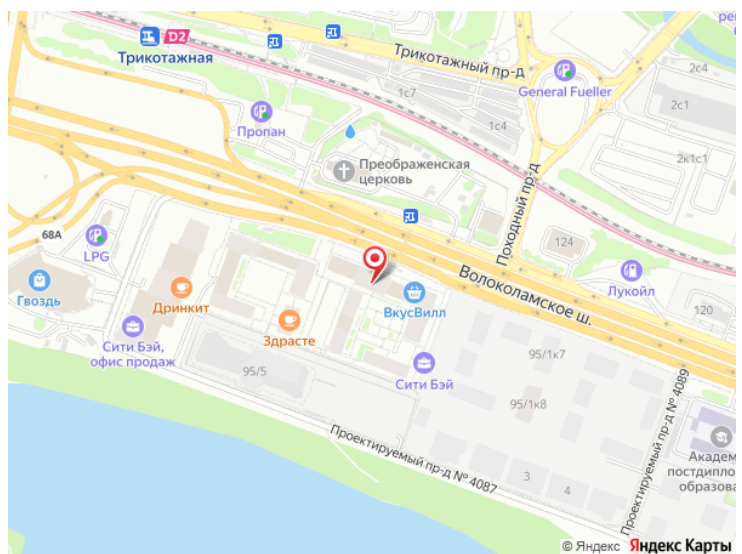 D2
Трикотажная
Трикотажный пр-д
2с4
2с1
General Fueller
1с7
1с4
Пропан
2к1с1
Преображенская
церковь
Походный пр-д
68А
124
LPG
Волоколамское ш.
Лукойл
Гвоздь
Дринкит
ВкусВилл
120
Здрасте
Сити Бэй,
офис продаж
95/1к7
95/5
Сити Бэй
95/1к8
Проектируемый пр-д № 4089
Проектируемый пр-д № 4087
Академ
постдипло
образова
3
4
© Яндекс Яндекс Карты